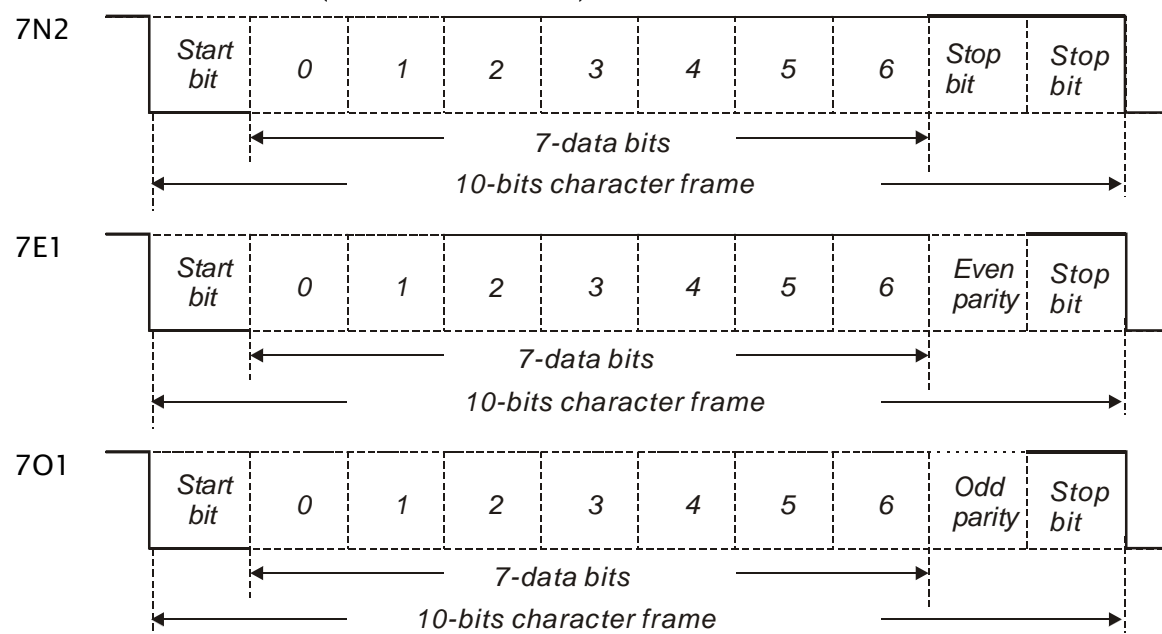 7N2
Start bit 0 1 2 3 4 5 6 Stop bit Stop bit
7-data bits
10-bits character frame
7E1
Start bit 0 1 2 3 4 5 6 Even parity Stop bit
7-data bits
10-bits character frame
7O1
Start bit 0 1 2 3 4 5 6 Odd parity Stop bit
7-data bits
10-bits character frame